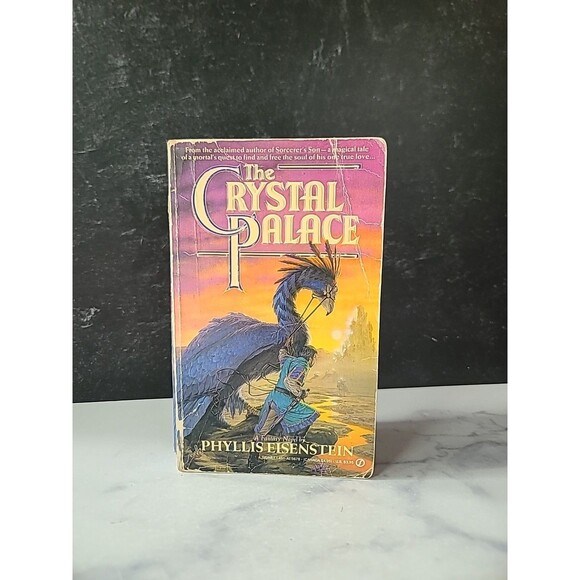 From the acclaimed author of Sorcerer's Son—a magical tale
of a mortal's quest to find and free the soul of his one true love...
The
CRYSTAL
PALACE
A Fantasy Novel by
PHYLLIS EISENSTEIN